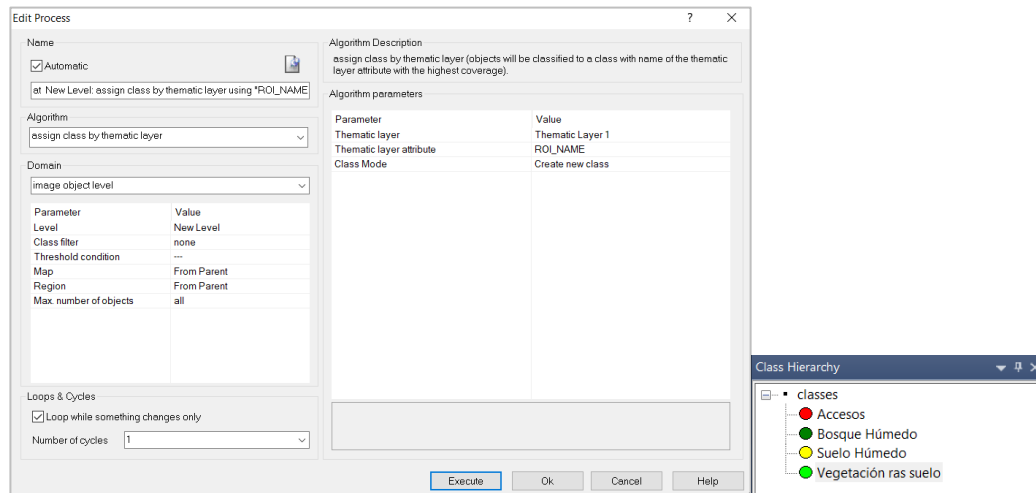 Edit Process
? X
Name
Automatic
at New Level: assign class by thematic layer using "ROI_NAME
Algorithm
assign class by thematic layer
Domain
image object level
Parameter Value
Level New Level
Class filter none
Threshold condition ---
Map From Parent
Region From Parent
Max. number of objects all
Loops & Cycles
Loop while something changes only
Number of cycles 1
Algorithm Description
assign class by thematic layer (objects will be classified to a class with name of the thematic
layer attribute with the highest coverage).
Algorithm parameters
Parameter Value
Thematic layer Thematic Layer 1
Thematic layer attribute ROI_NAME
Class Mode Create new class
Execute Ok Cancel Help
Class Hierarchy
classes
Accesos
Bosque Húmedo
Suelo Húmedo
Vegetación ras suelo